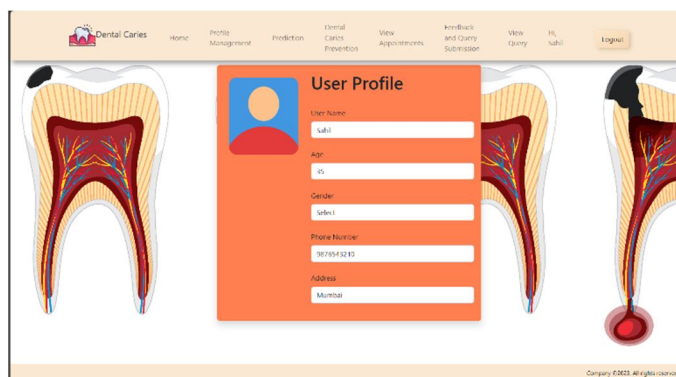 Dental Caries
Home
Profile
Management
Prediction
Dental
Caries
Prevention
View
Appointments
Feedback
and Query
Submission
View
Query
Hi,
Sahil
Logout
User Profile
User Name
Sahil
Age
Gender
Select
Phone Number
9876543210
Address
Mumbai
Company ©2023. All rights reserved